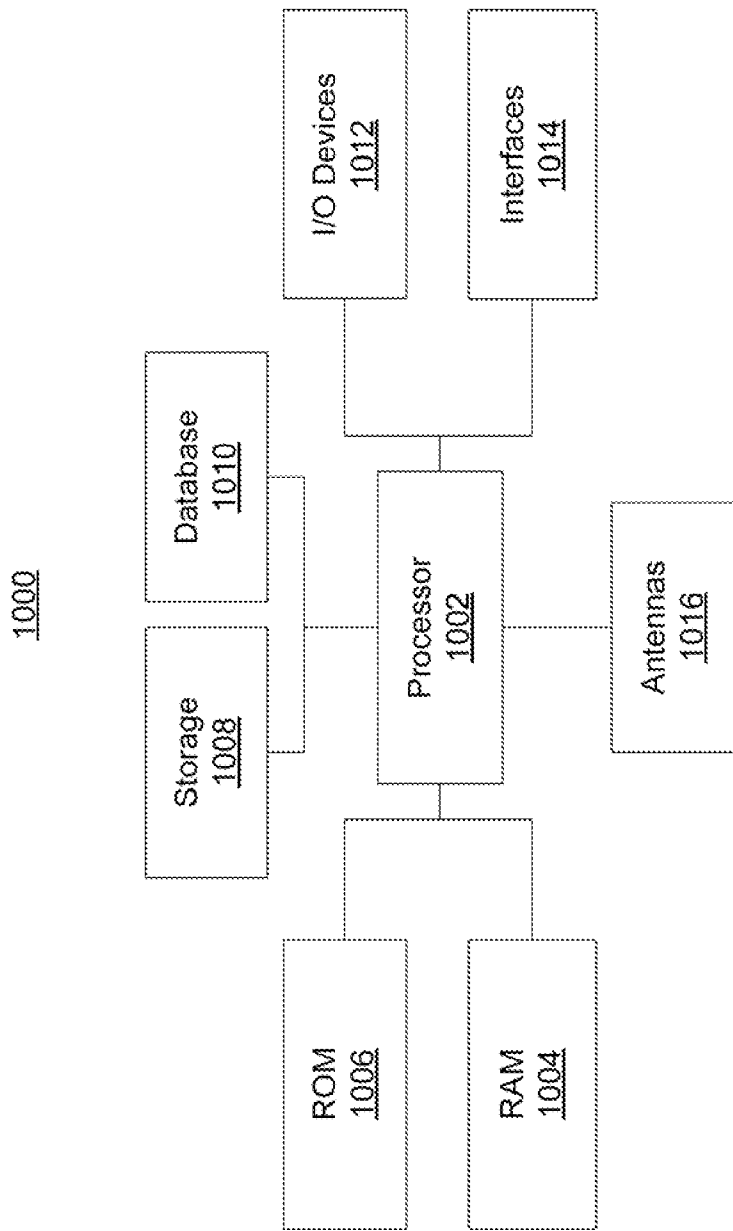 1000
Storage
1008
Database
1010
ROM
1006
Processor
1002
I/O Devices
1012
RAM
1004
Interfaces
1014
Antennas
1016